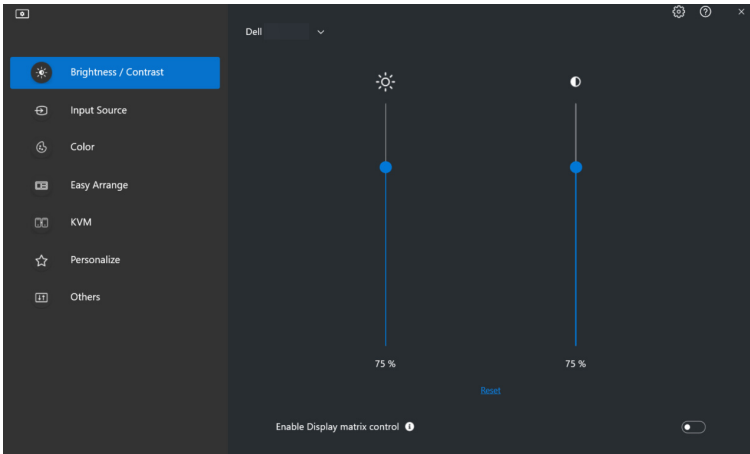 Dell
Brightness / Contrast
Input Source
Color
Easy Arrange
KVM
Personalize
Others
75 %
75 %
Reset
Enable Display matrix control